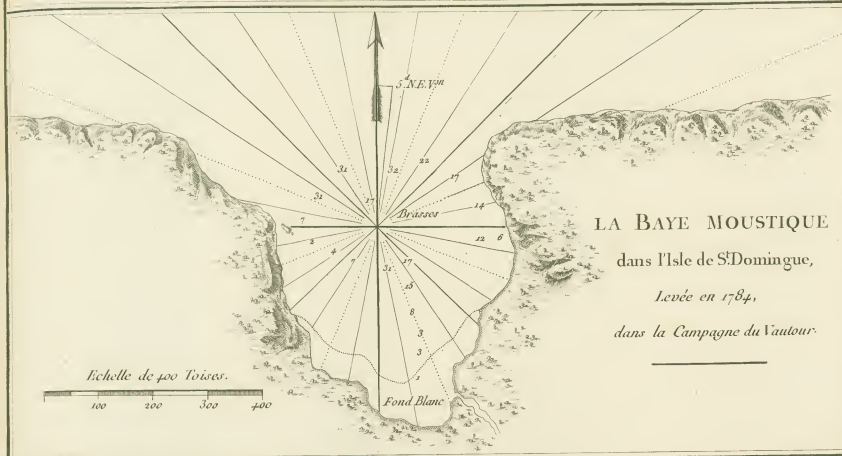 5.d N.E. V.on
31
32
22
31
17
17
Brasses
14
7
12
6
2
4
7
31
17
15
8
3
3
1
Fond Blanc
LA BAYE MOUSTIQUE
dans l'Isle de St. Domingue,
Levée en 1784,
dans la Campagne du Vautour.
Echelle de 400 Toises.
100 200 300 400